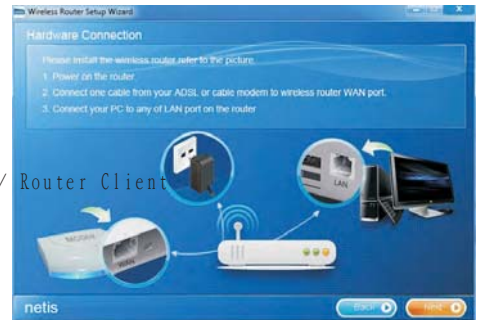 Wireless Router Setup Wizard
Hardware Connection
Please install the wireless router refer to the picture.
1. Power on the router
2. Connect one cable from your ADSL or cable modem to wireless router WAN port.
3. Connect your PC to any of LAN port on the router
/ Router Client
LAN
MODEM
WAN
netis
Back
Next